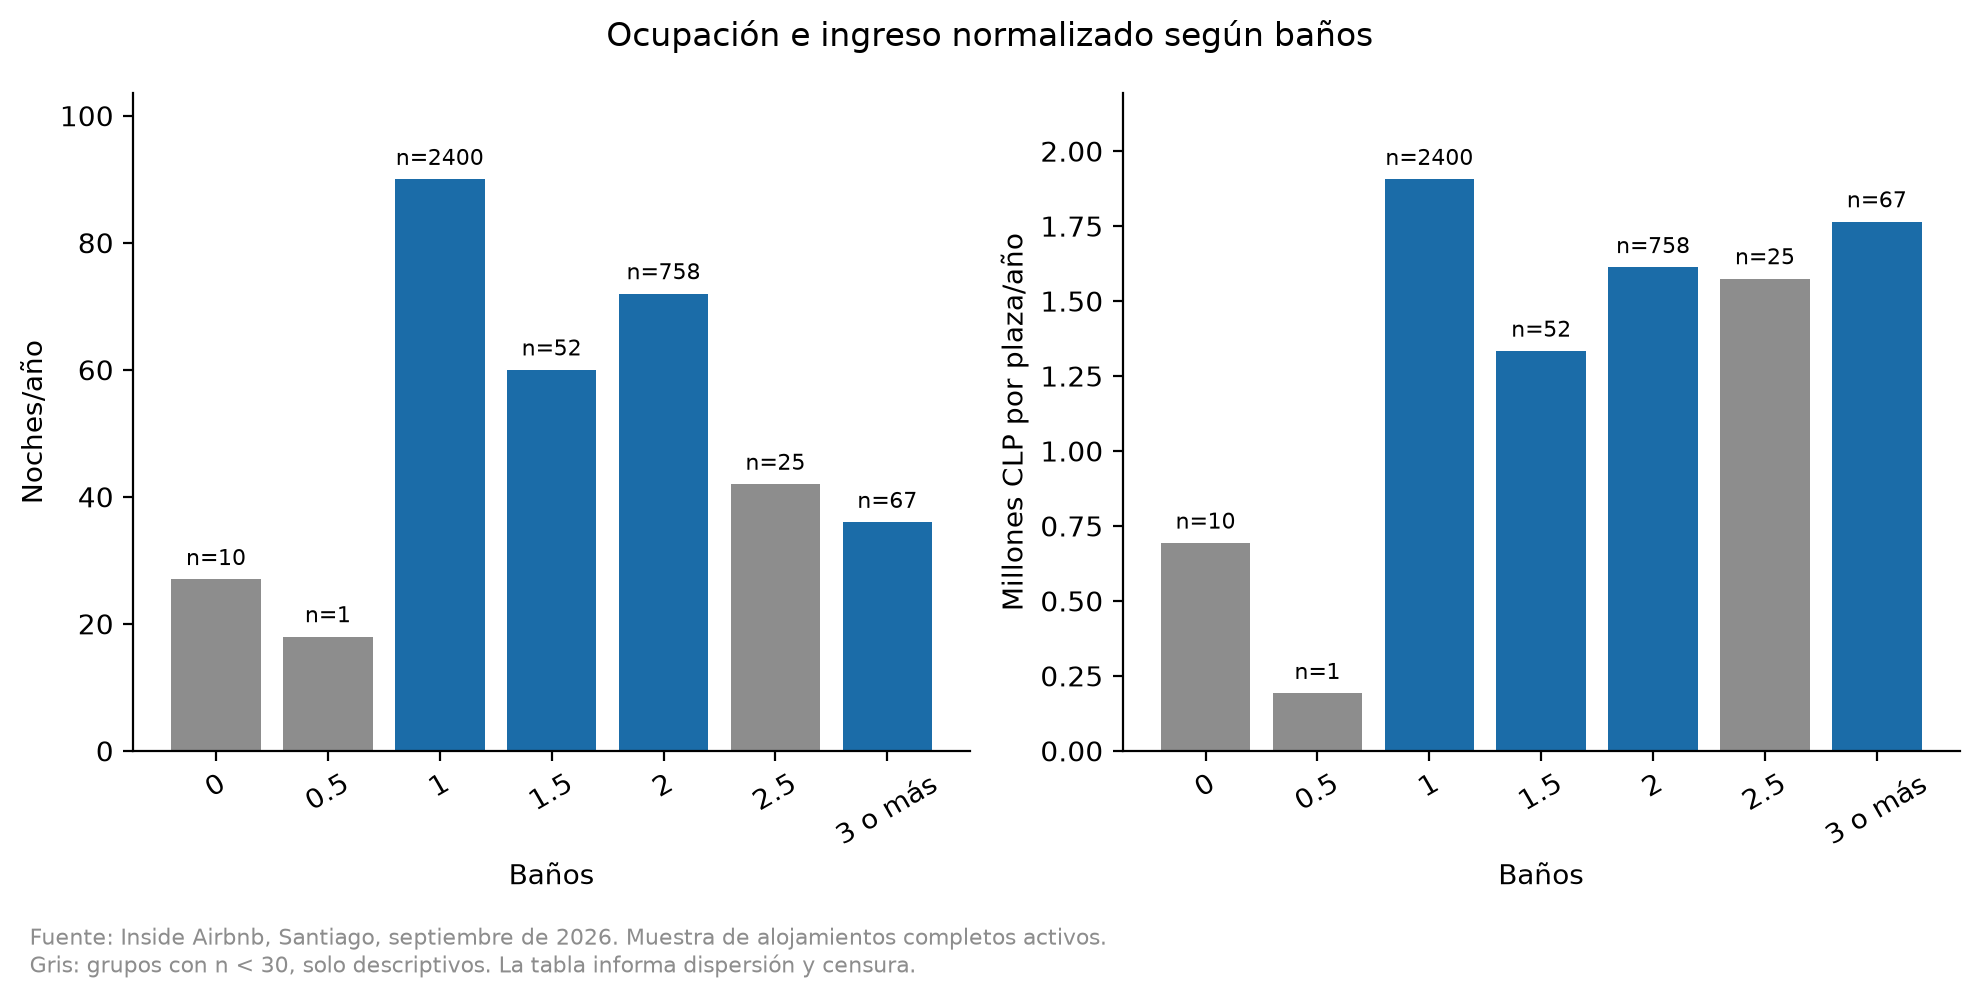 Ocupación e ingreso normalizado según baños
Noches/año
100
80
60
40
20
0
n=10
n=1
n=2400
n=52
n=758
n=25
n=67
0
0.5
1
1.5
2
2.5
3 o más
Baños
Millones CLP por plaza/año
2.00
1.75
1.50
1.25
1.00
0.75
0.50
0.25
0.00
n=10
n=1
n=2400
n=52
n=758
n=25
n=67
0
0.5
1
1.5
2
2.5
3 o más
Baños
Fuente: Inside Airbnb, Santiago, septiembre de 2026. Muestra de alojamientos completos activos.
Gris: grupos con n < 30, solo descriptivos. La tabla informa dispersión y censura.